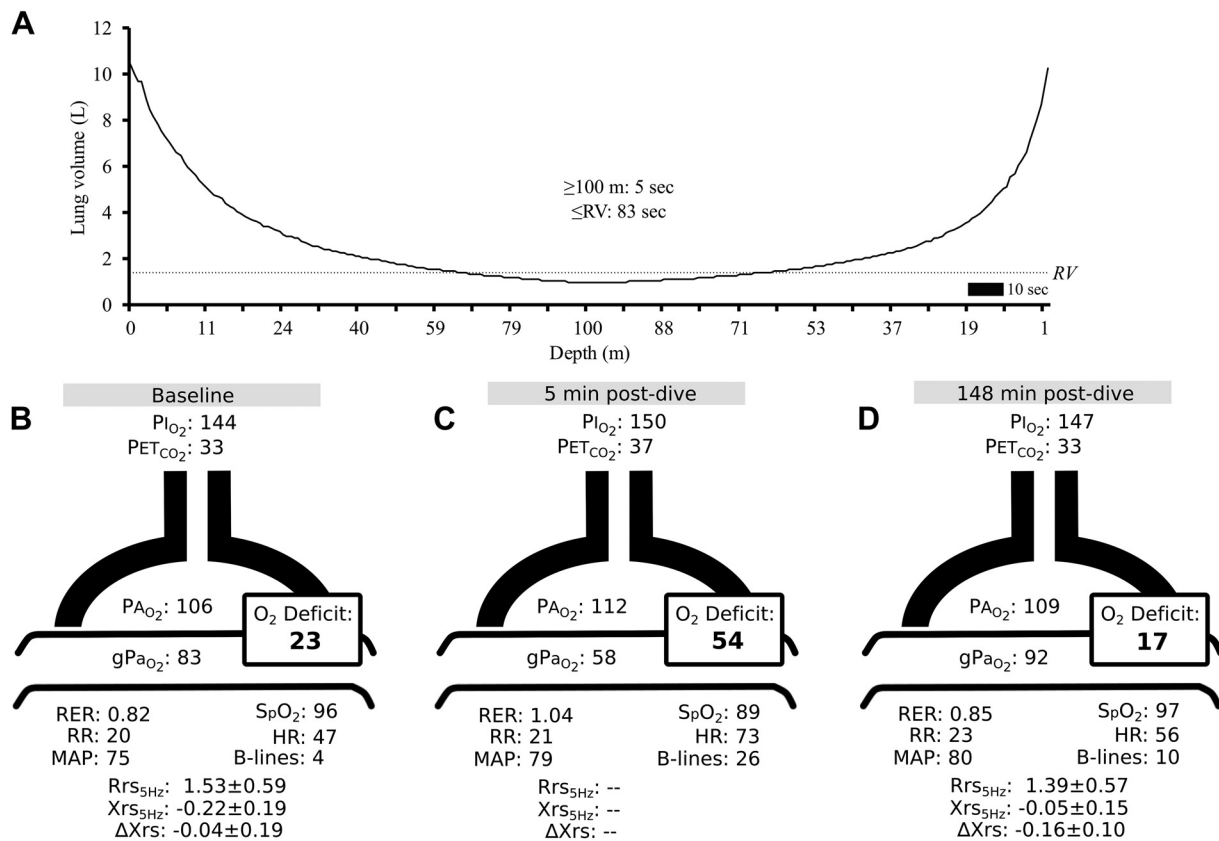 A
Lung volume (L)
12
10
8
6
4
2
0
≥100 m: 5 sec
≤RV: 83 sec
RV
10 sec
0 11 24 40 59 79 100 88 71 53 37 19 1
Depth (m)
B
Baseline
PIO₂: 144
PETCO₂: 33
PAO₂: 106
O₂ Deficit:
23
gPaO₂: 83
RER: 0.82 SpO₂: 96
RR: 20 HR: 47
MAP: 75 B-lines: 4
Rrs5Hz: 1.53±0.59
Xrs5Hz: -0.22±0.19
ΔXrs: -0.04±0.19
C
5 min post-dive
PIO₂: 150
PETCO₂: 37
PAO₂: 112
O₂ Deficit:
54
gPaO₂: 58
RER: 1.04 SpO₂: 89
RR: 21 HR: 73
MAP: 79 B-lines: 26
Rrs5Hz: --
Xrs5Hz: --
ΔXrs: --
D
148 min post-dive
PIO₂: 147
PETCO₂: 33
PAO₂: 109
O₂ Deficit:
17
gPaO₂: 92
RER: 0.85 SpO₂: 97
RR: 23 HR: 56
MAP: 80 B-lines: 10
Rrs5Hz: 1.39±0.57
Xrs5Hz: -0.05±0.15
ΔXrs: -0.16±0.10